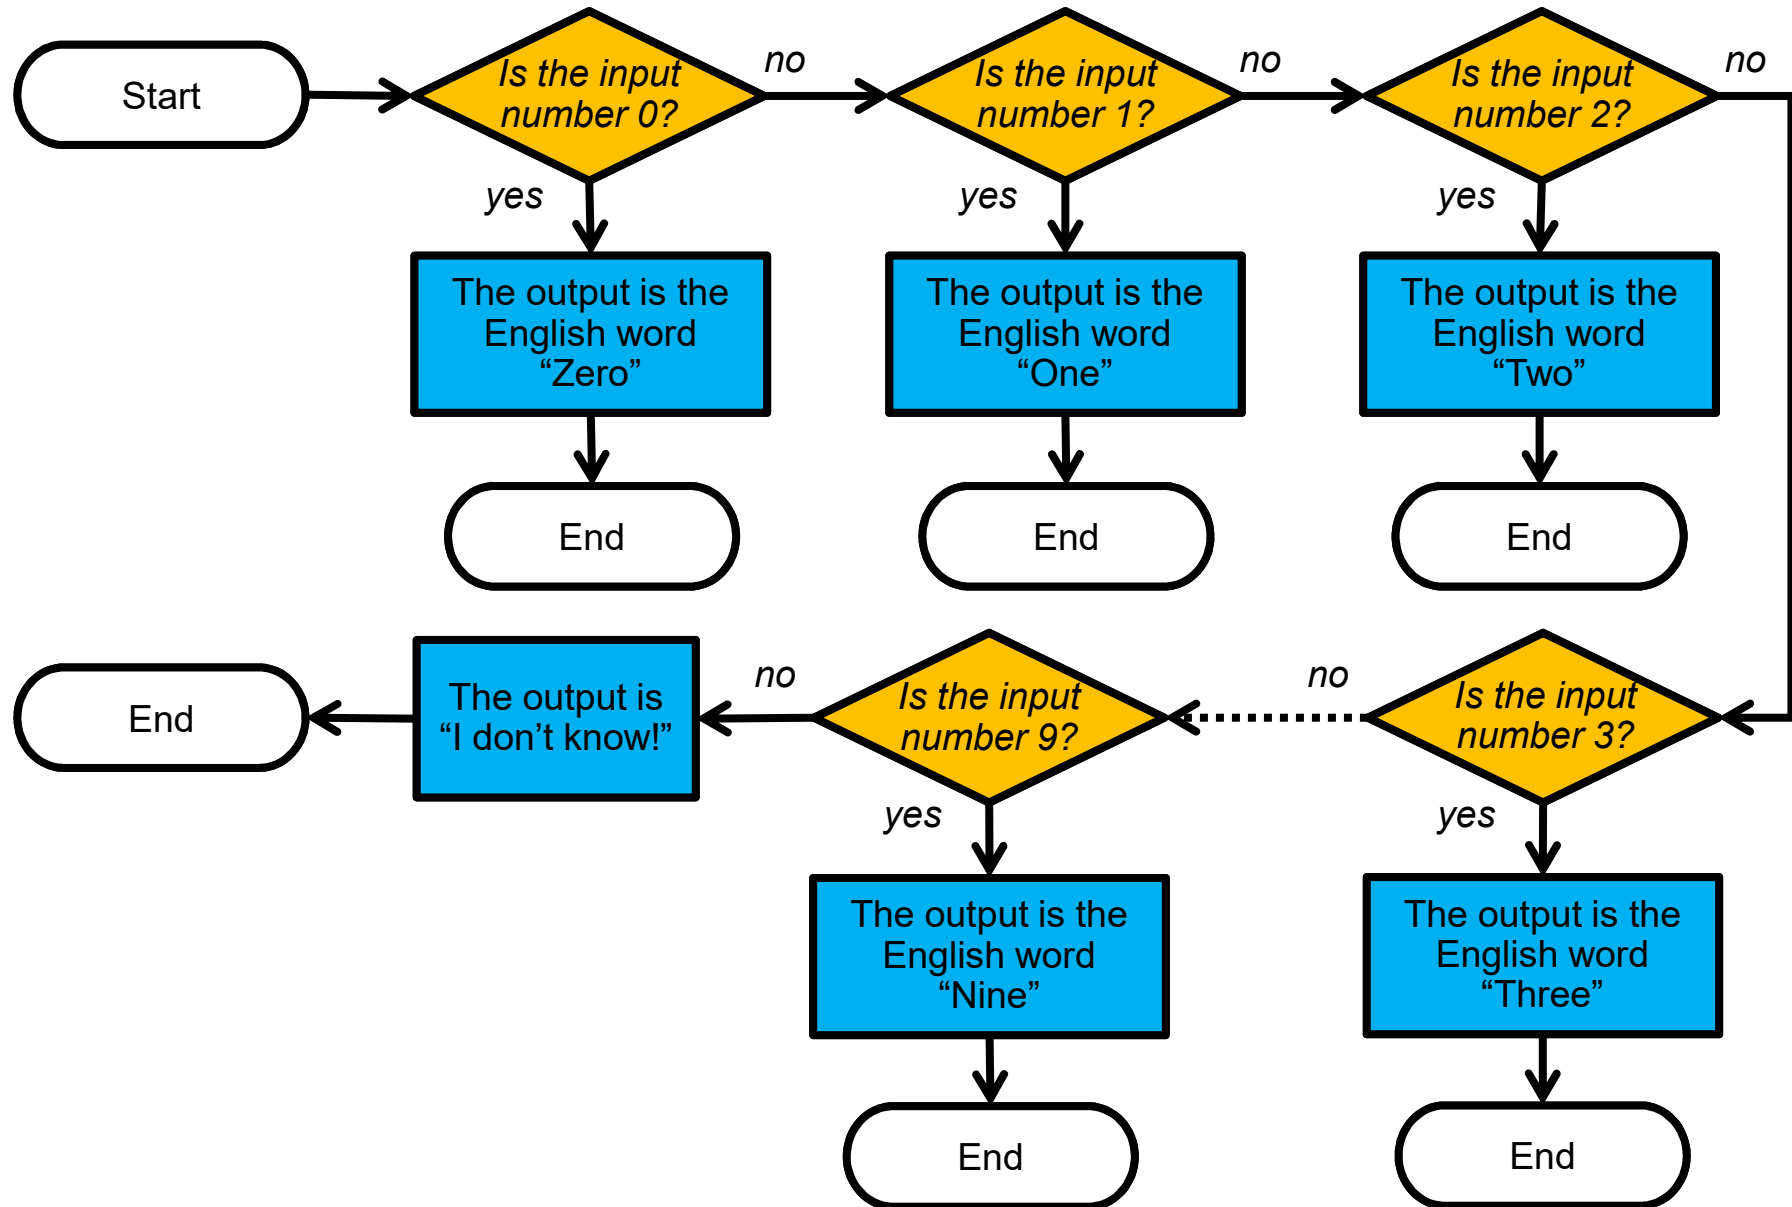 Start
Is the input
number 0?
no
Is the input
number 1?
no
Is the input
number 2?
no
yes
yes
yes
The output is the
English word
“Zero”
The output is the
English word
“One”
The output is the
English word
“Two”
End
End
End
Is the input
number 3?
no
Is the input
number 9?
no
The output is
“I don’t know!”
End
yes
yes
The output is the
English word
“Nine”
The output is the
English word
“Three”
End
End